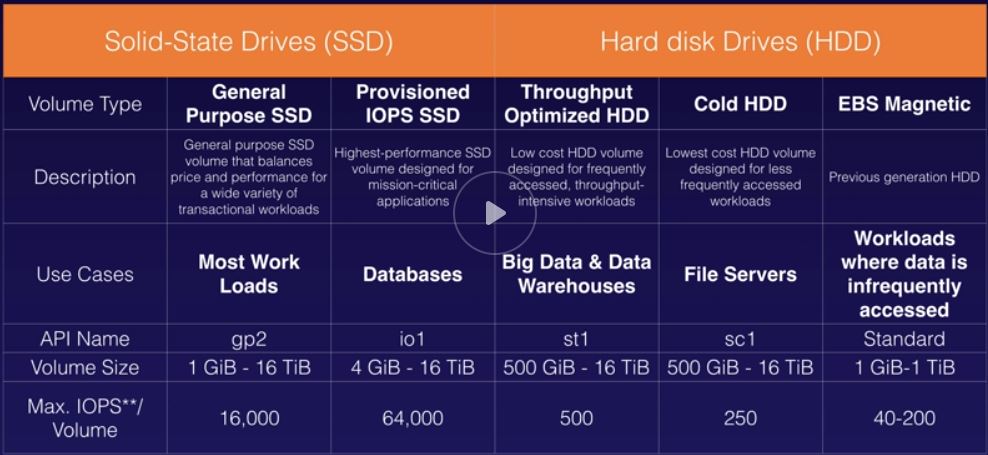 Solid-State Drives (SSD)
Hard disk Drives (HDD)
Volume Type
General
Purpose SSD
Provisioned
IOPS SSD
Throughput
Optimized HDD
Cold HDD
EBS Magnetic
Description
General purpose SSD
volume that balances
price and performance for
a wide variety of
transactional workloads
Highest-performance SSD
volume designed for
mission-critical
applications
Low cost HDD volume
designed for frequently
accessed, throughput-
intensive workloads
Lowest cost HDD volume
designed for less
frequently accessed
workloads
Previous generation HDD
Use Cases
Most Work
Loads
Databases
Big Data & Data
Warehouses
File Servers
Workloads
where data is
infrequently
accessed
API Name
gp2
io1
st1
sc1
Standard
Volume Size
1 GiB - 16 TiB
4 GiB - 16 TiB
500 GiB - 16 TiB
500 GiB - 16 TiB
1 GiB-1 TiB
Max. IOPS**/
Volume
16,000
64,000
500
250
40-200